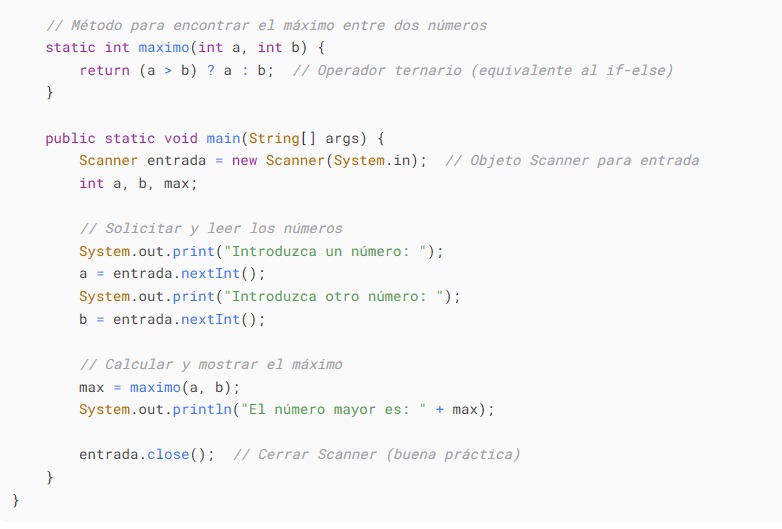 // Método para encontrar el máximo entre dos números
static int maximo(int a, int b) {
return (a > b) ? a : b;  // Operador ternario (equivalente al if-else)
}
public static void main(String[] args) {
Scanner entrada = new Scanner(System.in);  // Objeto Scanner para entrada
int a, b, max;
// Solicitar y leer los números
System.out.print("Introduzca un número: ");
a = entrada.nextInt();
System.out.print("Introduzca otro número: ");
b = entrada.nextInt();
// Calcular y mostrar el máximo
max = maximo(a, b);
System.out.println("El número mayor es: " + max);
entrada.close();  // Cerrar Scanner (buena práctica)
}
}